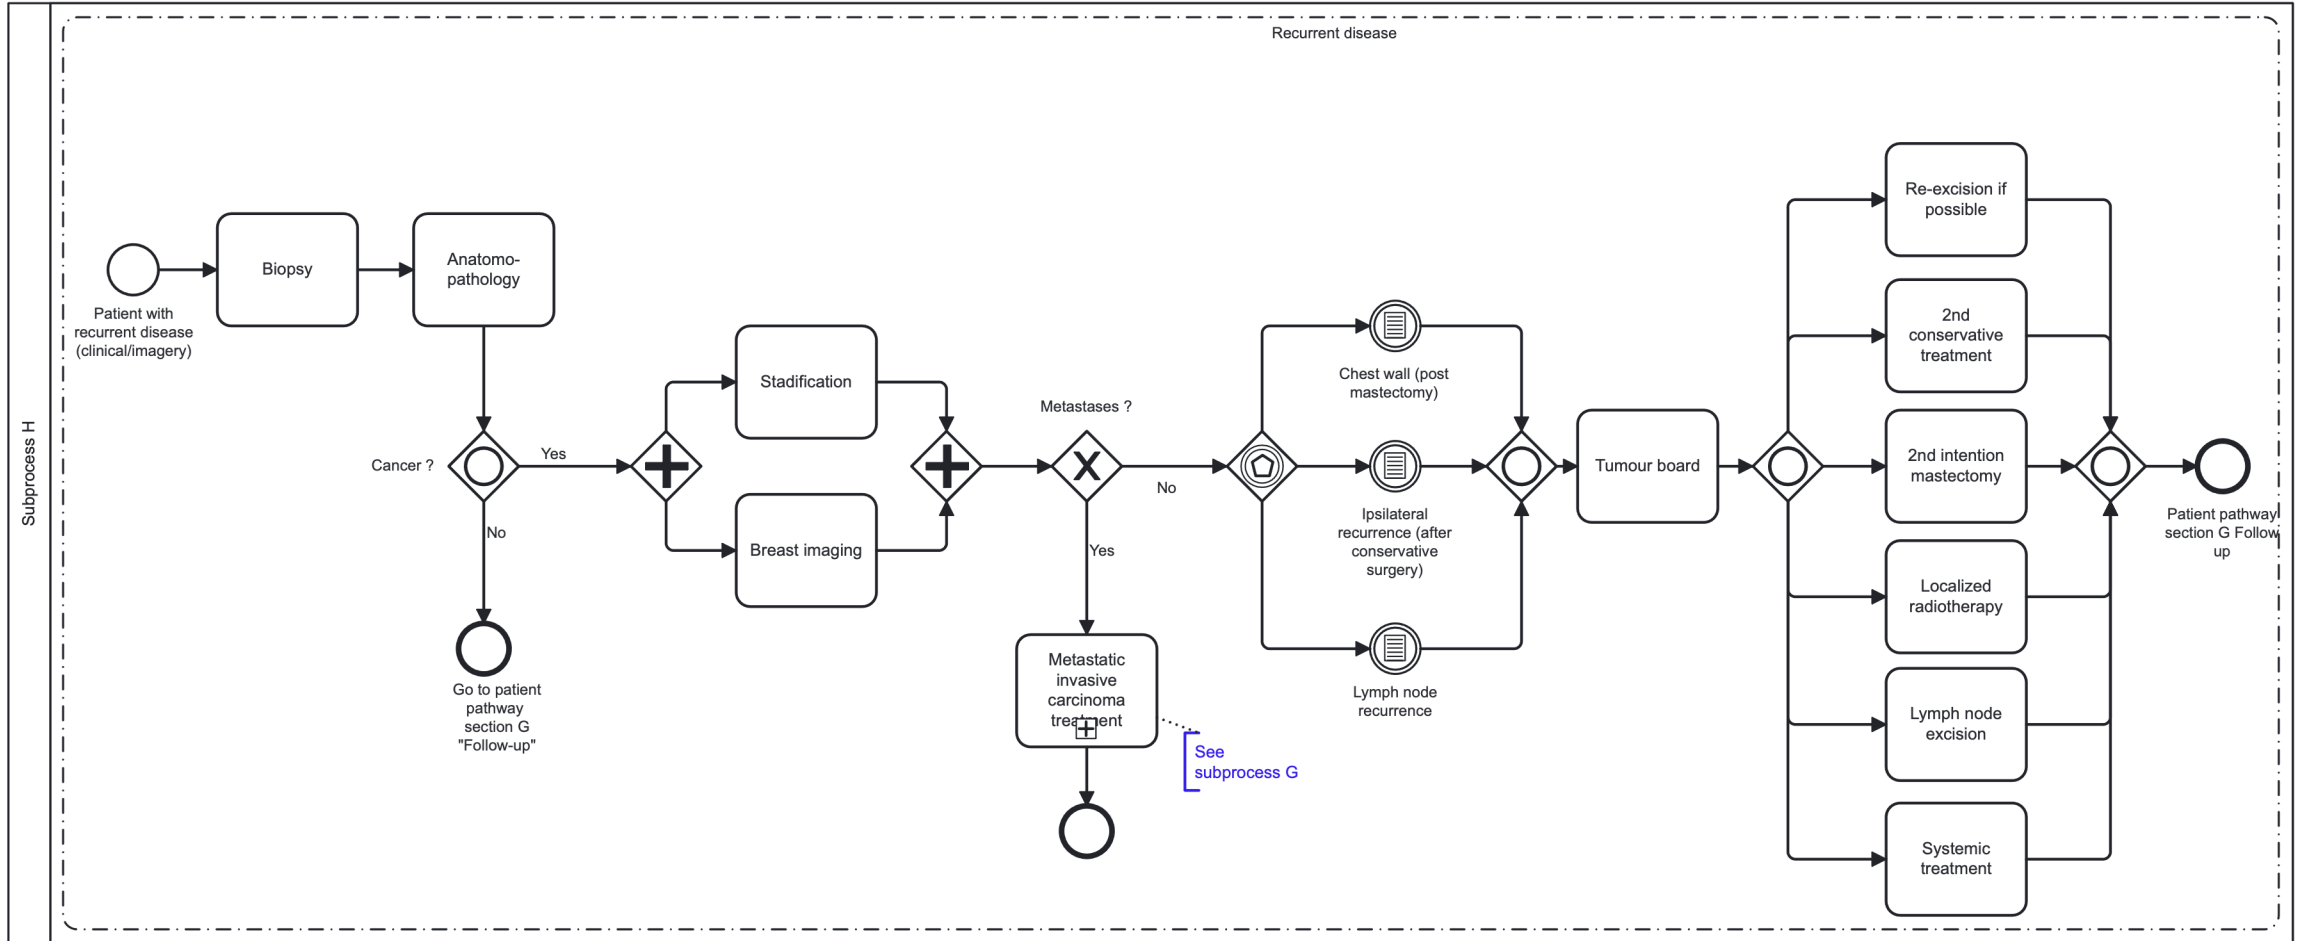 Recurrent disease
Subprocess H
Patient with
recurrent disease
(clinical/imagery)
Biopsy
Anatomo-
pathology
Cancer ?
Yes
No
Go to patient
pathway
section G
"Follow-up"
Stadification
Breast imaging
Metastases ?
No
Yes
Metastatic
invasive
carcinoma
treatment
See
subprocess G
Chest wall (post
mastectomy)
Ipsilateral
recurrence (after
conservative
surgery)
Lymph node
recurrence
Tumour board
Re-excision if
possible
2nd
conservative
treatment
2nd intention
mastectomy
Localized
radiotherapy
Lymph node
excision
Systemic
treatment
Patient pathway
section G Follow
up